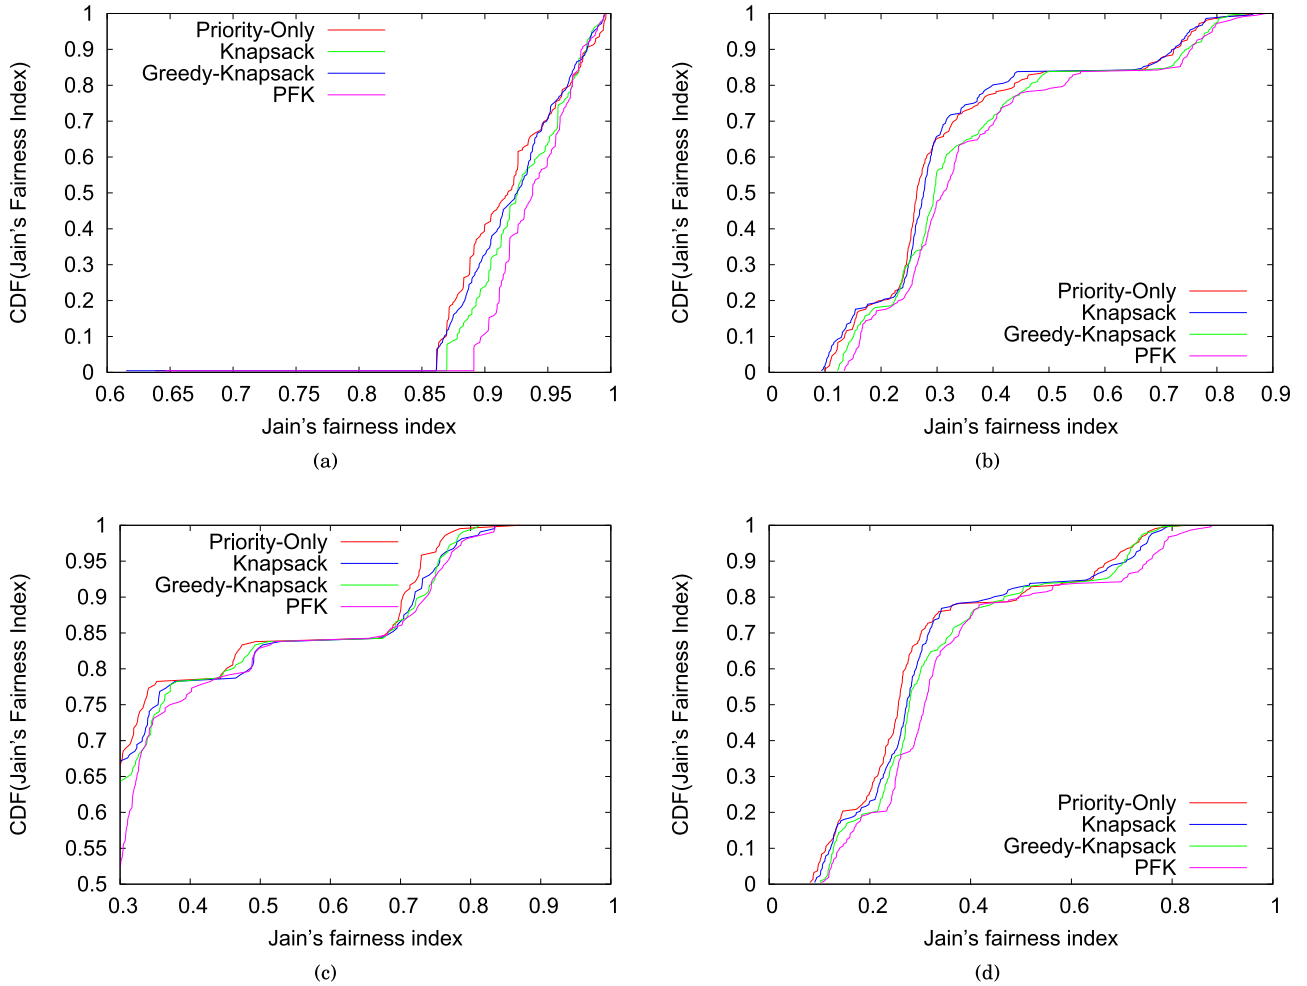 CDF(Jain's Fairness Index)
1
0.9
0.8
0.7
0.6
0.5
0.4
0.3
0.2
0.1
0
Priority-Only
Knapsack
Greedy-Knapsack
PFK
0.6 0.65 0.7 0.75 0.8 0.85 0.9 0.95 1
Jain's fairness index
(a)
CDF(Jain's Fairness Index)
1
0.9
0.8
0.7
0.6
0.5
0.4
0.3
0.2
0.1
0
Priority-Only
Knapsack
Greedy-Knapsack
PFK
0 0.1 0.2 0.3 0.4 0.5 0.6 0.7 0.8 0.9
Jain's fairness index
(b)
CDF(Jain's Fairness Index)
1
0.95
0.9
0.85
0.8
0.75
0.7
0.65
0.6
0.55
0.5
Priority-Only
Knapsack
Greedy-Knapsack
PFK
0.3 0.4 0.5 0.6 0.7 0.8 0.9 1
Jain's fairness index
(c)
CDF(Jain's Fairness Index)
1
0.9
0.8
0.7
0.6
0.5
0.4
0.3
0.2
0.1
0
Priority-Only
Knapsack
Greedy-Knapsack
PFK
0 0.2 0.4 0.6 0.8 1
Jain's fairness index
(d)